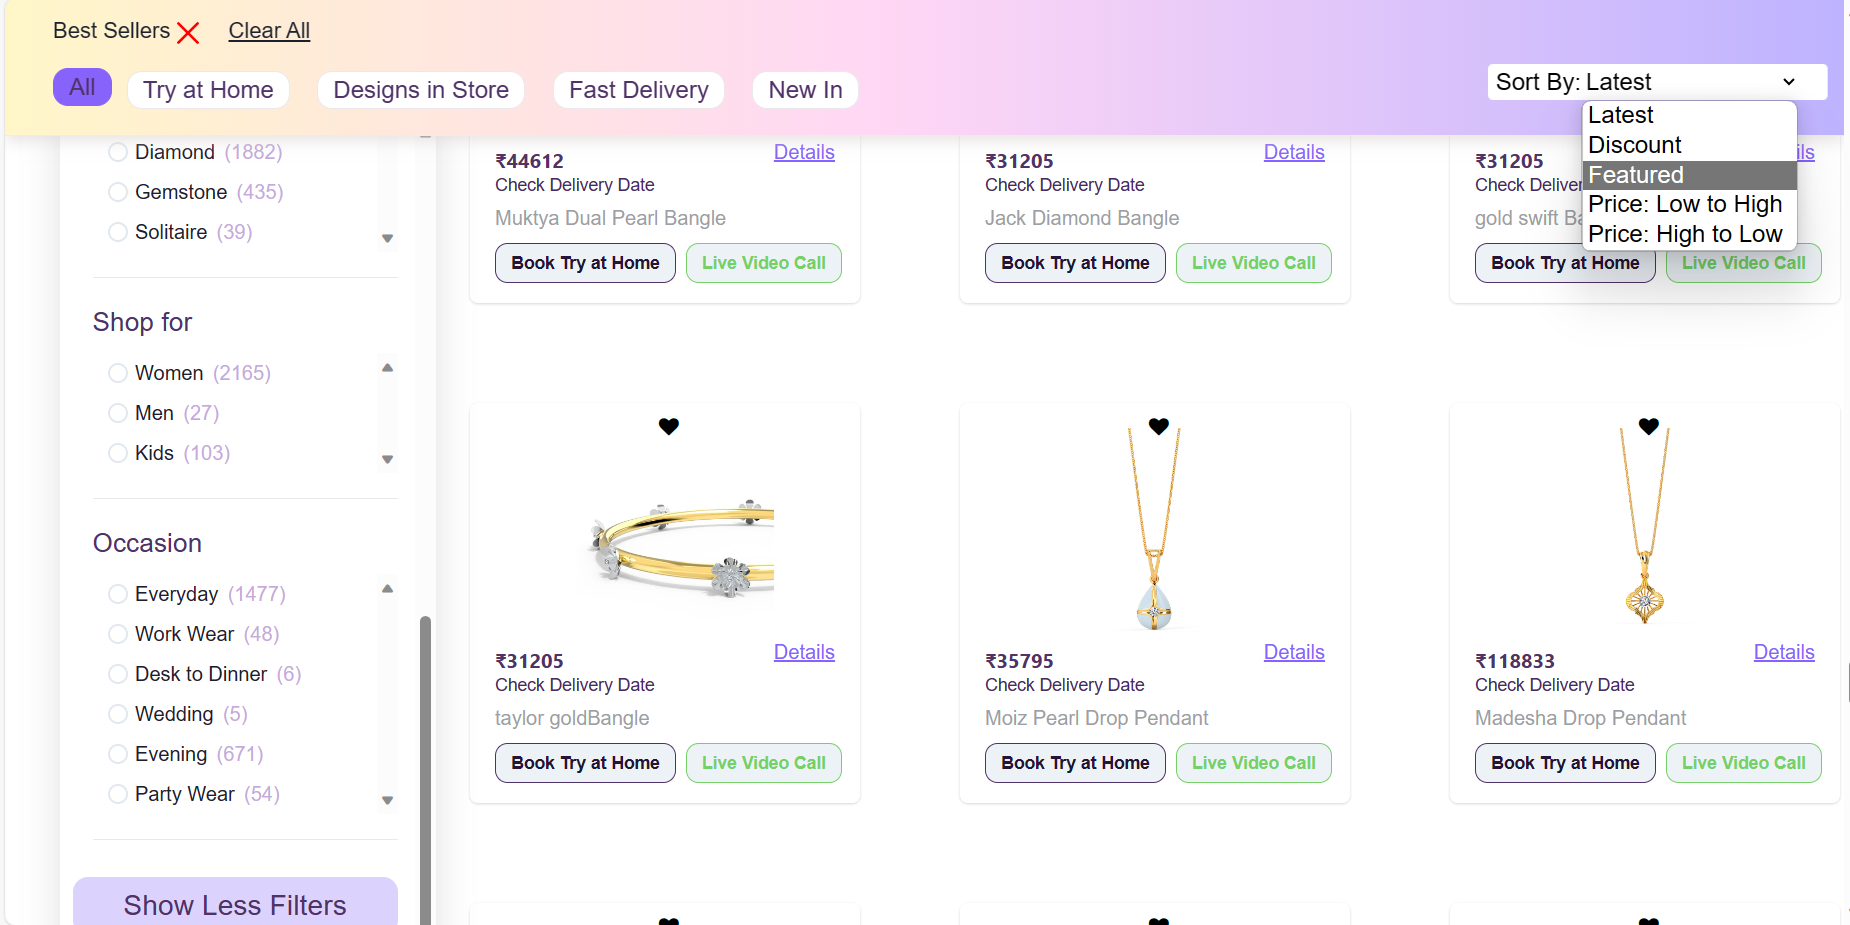 Best Sellers Clear All
All Try at Home Designs in Store Fast Delivery New In
Sort By: Latest
Latest
Discount
Featured
Price: Low to High
Price: High to Low
Diamond (1882)
Gemstone (435)
Solitaire (39)
Shop for
Women (2165)
Men (27)
Kids (103)
Occasion
Everyday (1477)
Work Wear (48)
Desk to Dinner (6)
Wedding (5)
Evening (671)
Party Wear (54)
Show Less Filters
₹44612 Details
Check Delivery Date
Muktya Dual Pearl Bangle
Book Try at Home Live Video Call
₹31205 Details
Check Delivery Date
Jack Diamond Bangle
Book Try at Home Live Video Call
₹31205
Check
gold swift
Book Try at Home Live Video Call
₹31205 Details
Check Delivery Date
taylor goldBangle
Book Try at Home Live Video Call
₹35795 Details
Check Delivery Date
Moiz Pearl Drop Pendant
Book Try at Home Live Video Call
₹118833 Details
Check Delivery Date
Madesha Drop Pendant
Book Try at Home Live Video Call